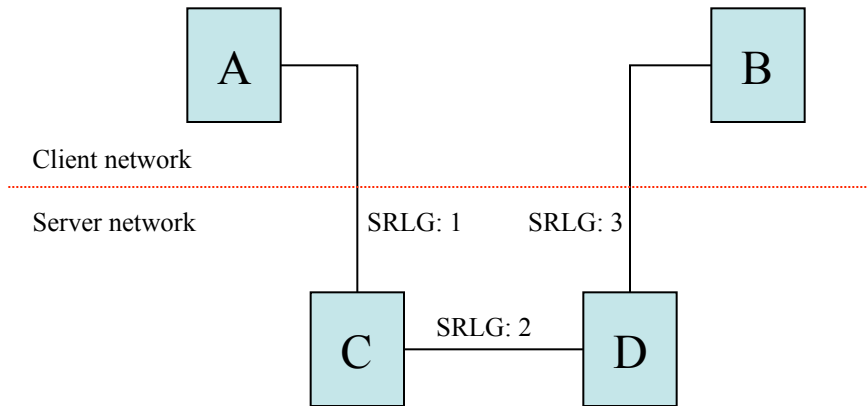 A
B
Client network
Server network
SRLG: 1
SRLG: 3
SRLG: 2
C
D